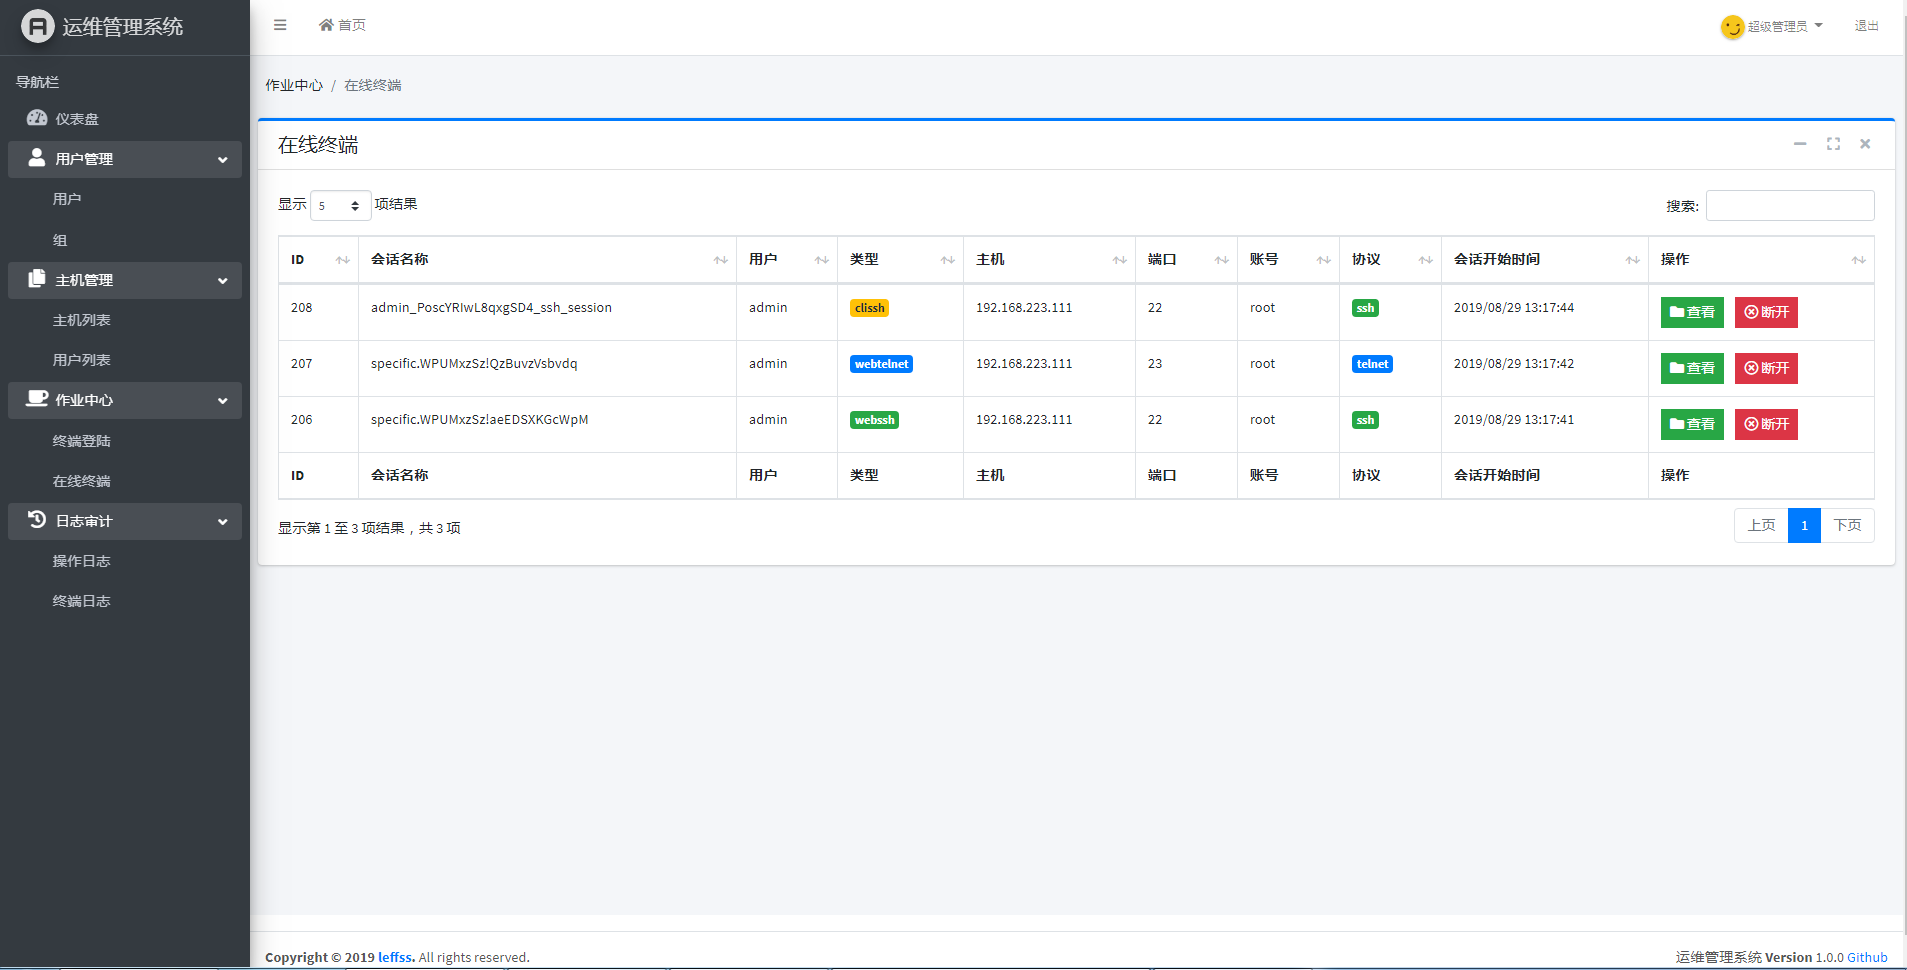 运维管理系统
首页
超级管理员
退出
导航栏
仪表盘
用户管理
用户
组
主机管理
主机列表
用户列表
作业中心
终端登陆
在线终端
日志审计
操作日志
终端日志
作业中心 / 在线终端
在线终端
显示 5 项结果
搜索:
ID 会话名称 用户 类型 主机 端口 账号 协议 会话开始时间 操作
208 admin_PoscYRIwL8qxgSD4_ssh_session admin clissh 192.168.223.111 22 root ssh 2019/08/29 13:17:44 查看 断开
207 specific.WPUMxzSz!QzBuvzVsbvdq admin webtelnet 192.168.223.111 23 root telnet 2019/08/29 13:17:42 查看 断开
206 specific.WPUMxzSz!aeEDSXKGcWpM admin webssh 192.168.223.111 22 root ssh 2019/08/29 13:17:41 查看 断开
ID 会话名称 用户 类型 主机 端口 账号 协议 会话开始时间 操作
显示第 1 至 3 项结果，共 3 项
上页 1 下页
Copyright © 2019 leffss. All rights reserved.
运维管理系统 Version 1.0.0 Github